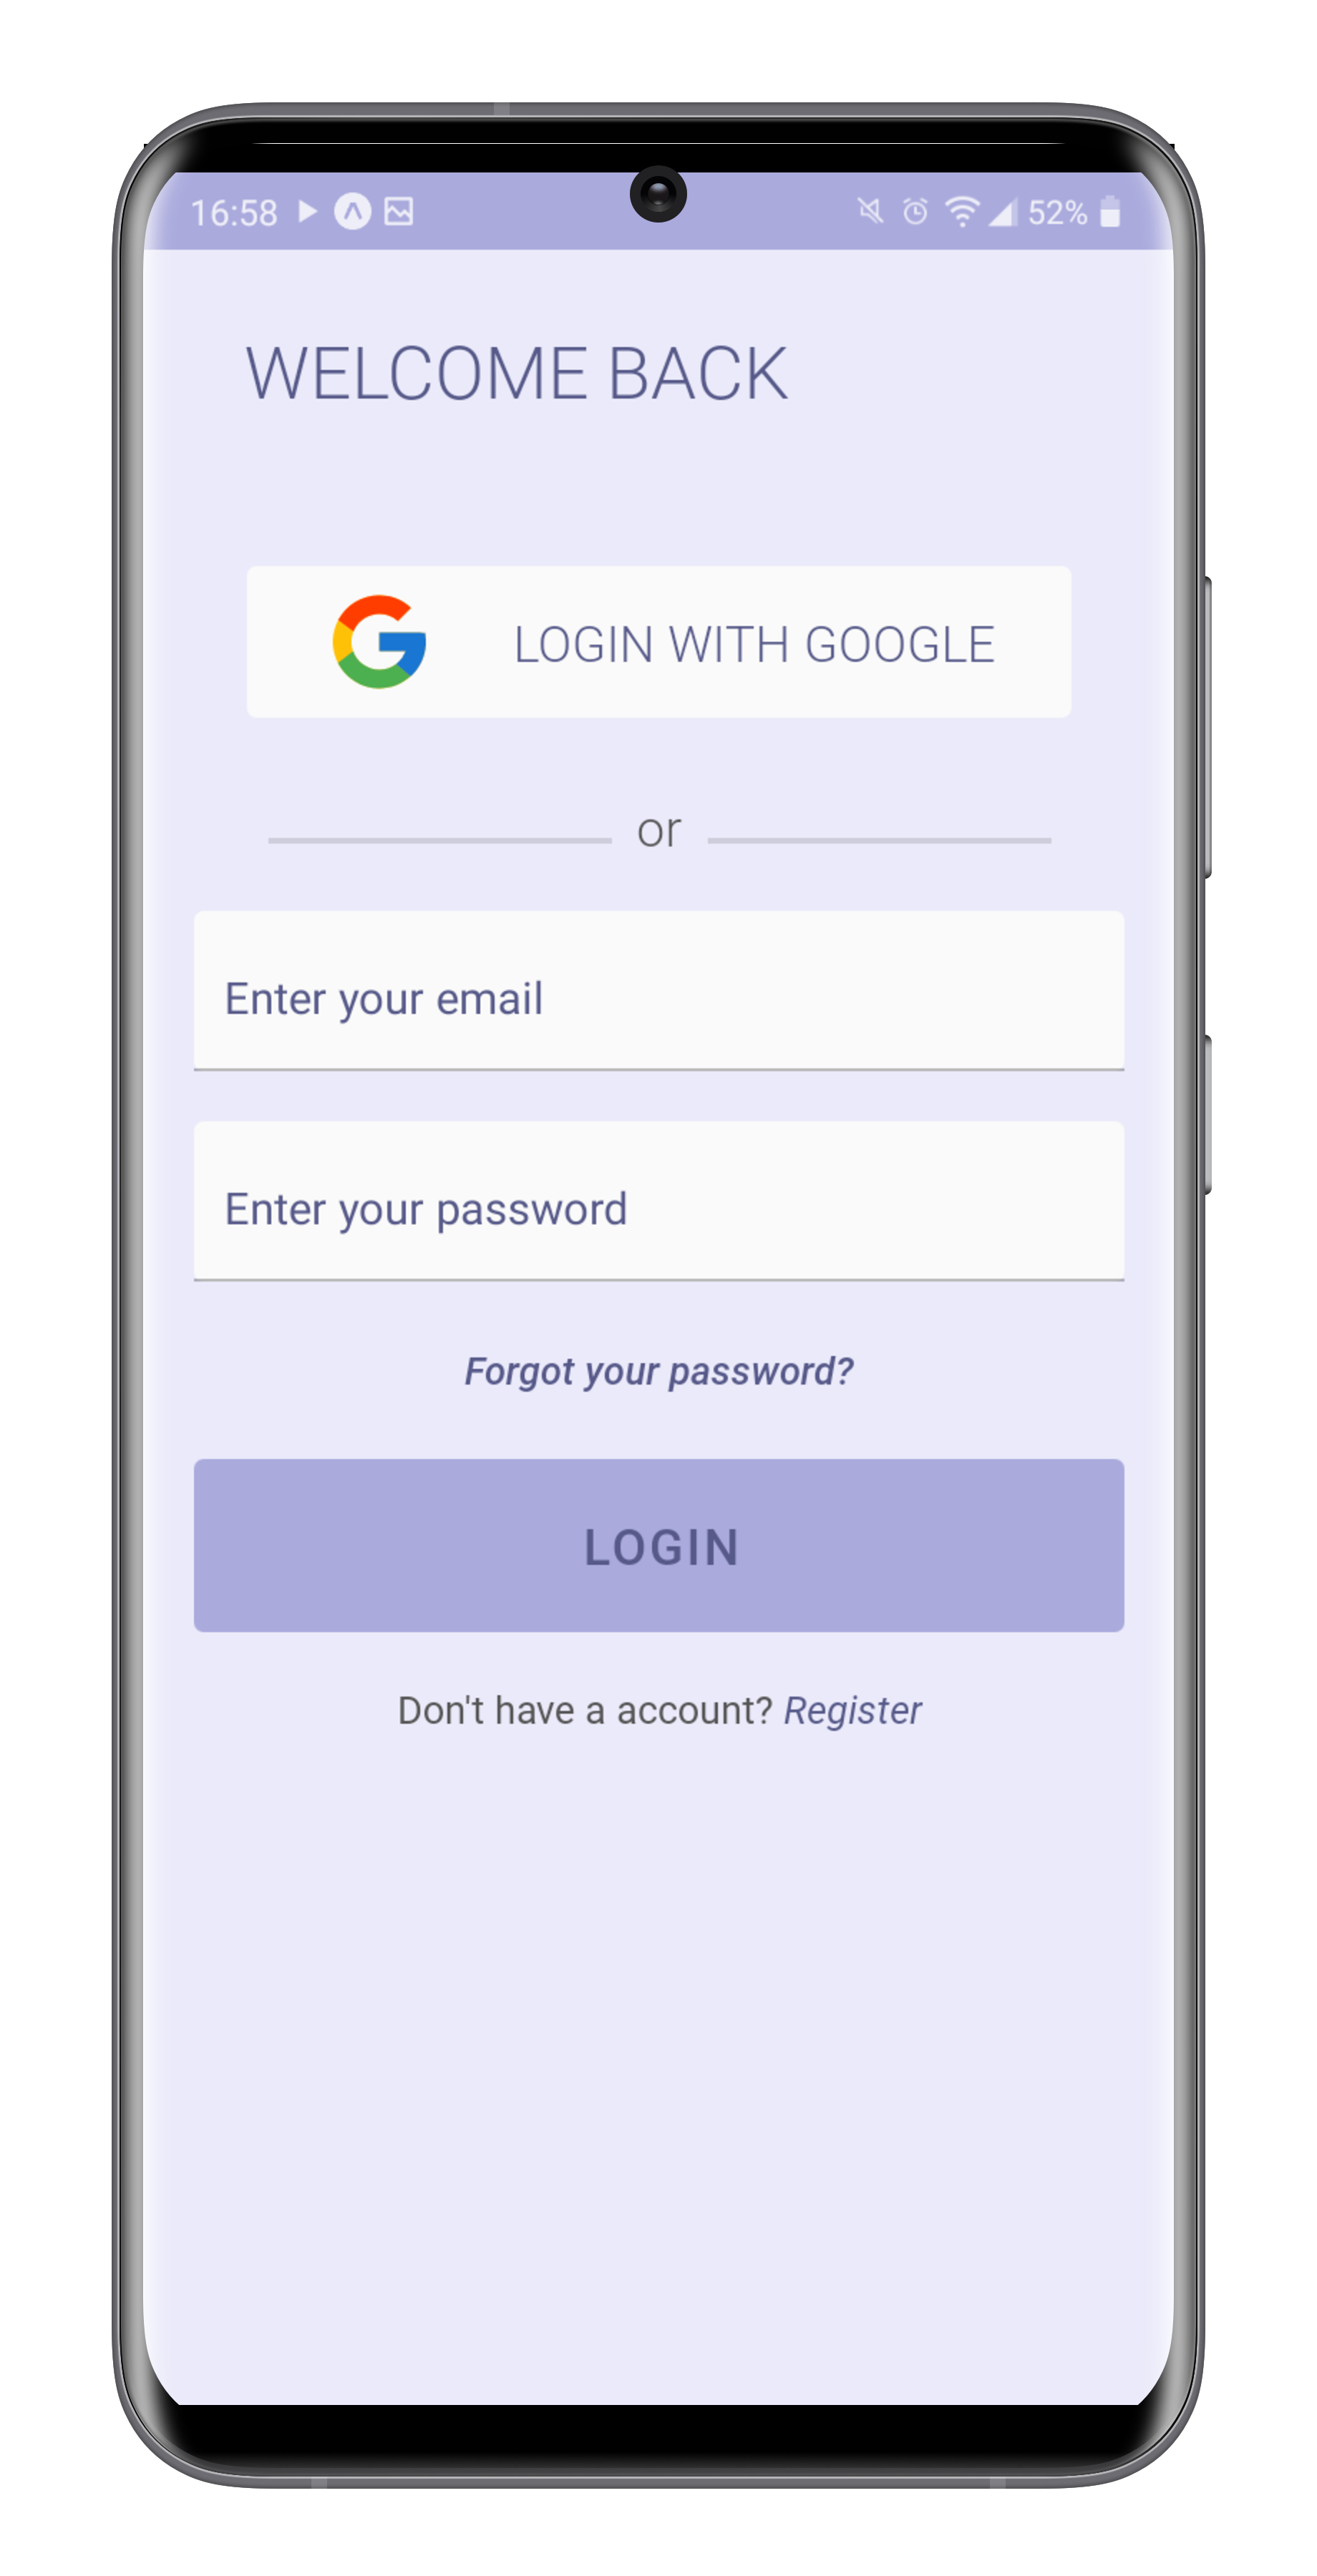 16:58 52%
WELCOME BACK
LOGIN WITH GOOGLE
or
Enter your email
Enter your password
Forgot your password?
LOGIN
Don't have a account? Register